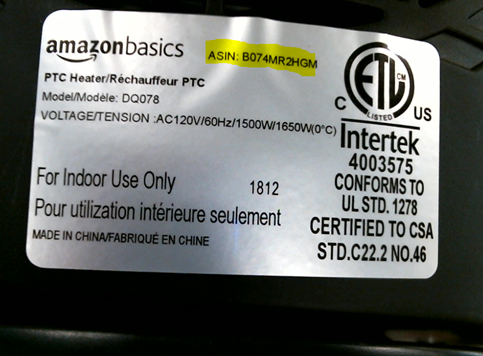 amazonbasics
ASIN: B074MR2HGM
PTC Heater/Réchauffeur PTC
Model/Modèle: DQ078
VOLTAGE/TENSION :AC120V/60Hz/1500W/1650W(0°C)
For Indoor Use Only
1812
Pour utilization intérieure seulement
MADE IN CHINA/FABRIQUÉ EN CHINE
ETL CM
LISTED
C US
Intertek
4003575
CONFORMS TO
UL STD. 1278
CERTIFIED TO CSA
STD.C22.2 NO.46